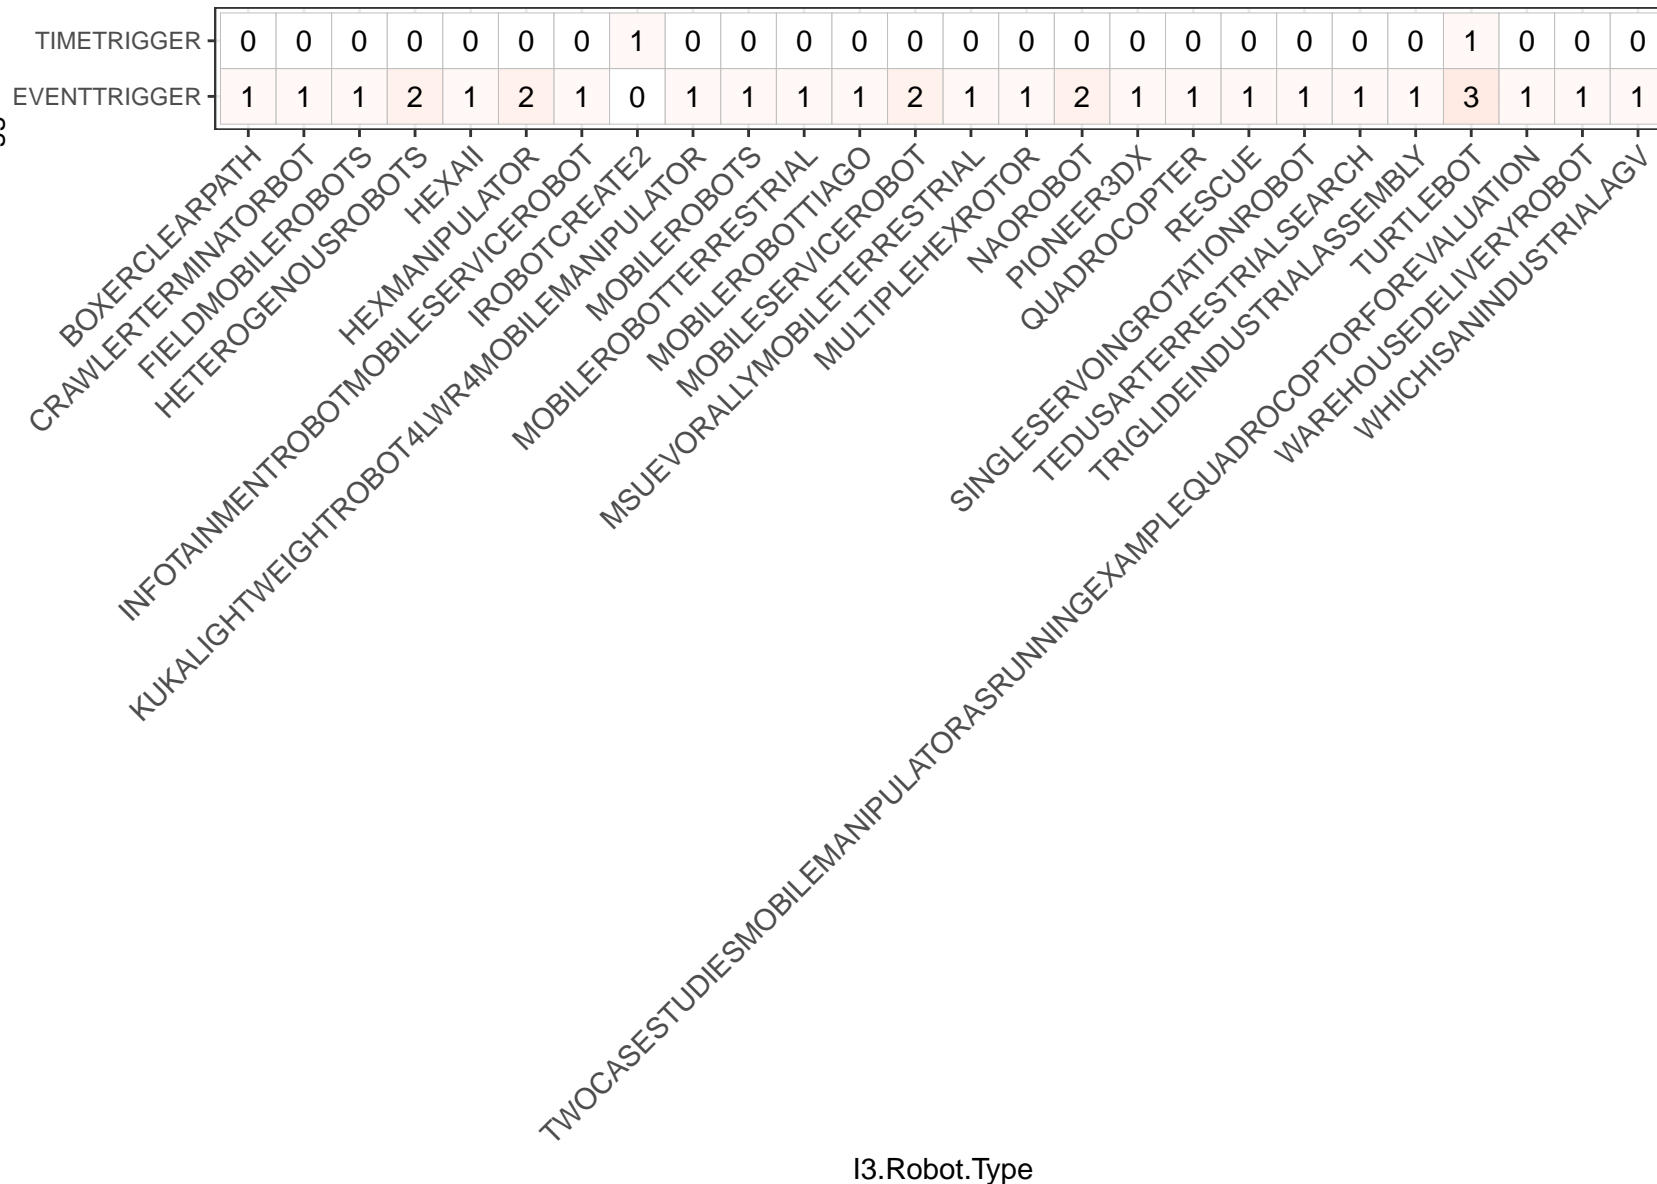 TIMETRIGGER 0 0 0 0 0 0 0 1 0 0 0 0 0 0 0 0 0 0 0 0 0 0 1 0 0 0
EVENTTRIGGER 1 1 1 2 1 2 1 0 1 1 1 1 2 1 1 2 1 1 1 1 1 1 3 1 1 1
BOXERCLEARPATH
CRAWLERTERMINATORBOT
FIELDMOBILEROBOTS
HETEROGENOUSROBOTS
HEXAII
HEXMANIPULATOR
INFOTAINMENTROBOTMOBILESERVICEROBOT
IROBOTCREATE2
KUKALIGHTWEIGHTROBOT4LWR4MOBILEMANIPULATOR
MOBILEROBOTS
MOBILEROBOTTERRESTRIAL
MOBILEROBOTTIAGO
MOBILESERVICEROBOT
MSUEVORALLYMOBILETERRESTRIAL
MULTIPLEHEXROTOR
NAOROBOT
PIONEER3DX
QUADROCOPTER
RESCUE
SINGLESERVOINGROTATIONROBOT
TEDUSARTERRESTRIALSEARCH
TRIGLIDEINDUSTRIALASSEMBLY
TURTLEBOT
TWOCASESTUDIESMOBILEMANIPULATORASRUNNINGEXAMPLEQUADROCOPTORFOREVALUATION
WAREHOUSEDELIVERYROBOT
WHICHISANINDUSTRIALAGV
I3.Robot.Type